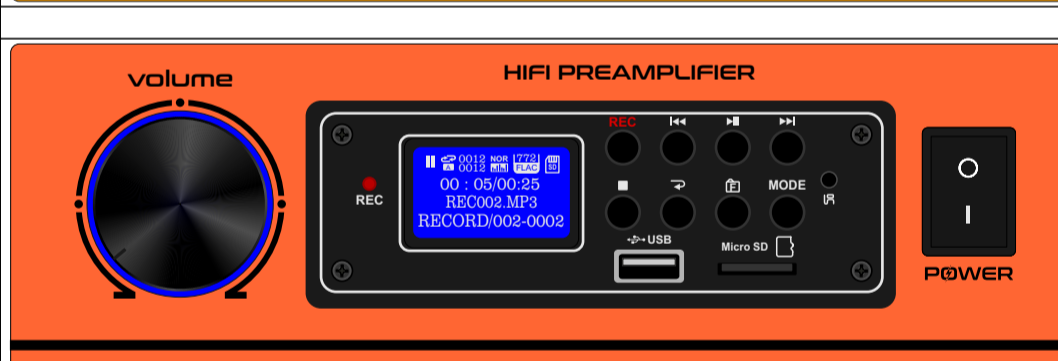 volume
HIFI PREAMPLIFIER
REC
REC
0012 NOR 772
A 0012 FLAC SD
00 : 05/00:25
REC002.MP3
RECORD/002-0002
F
MODE
IR
USB
Micro SD
POWER